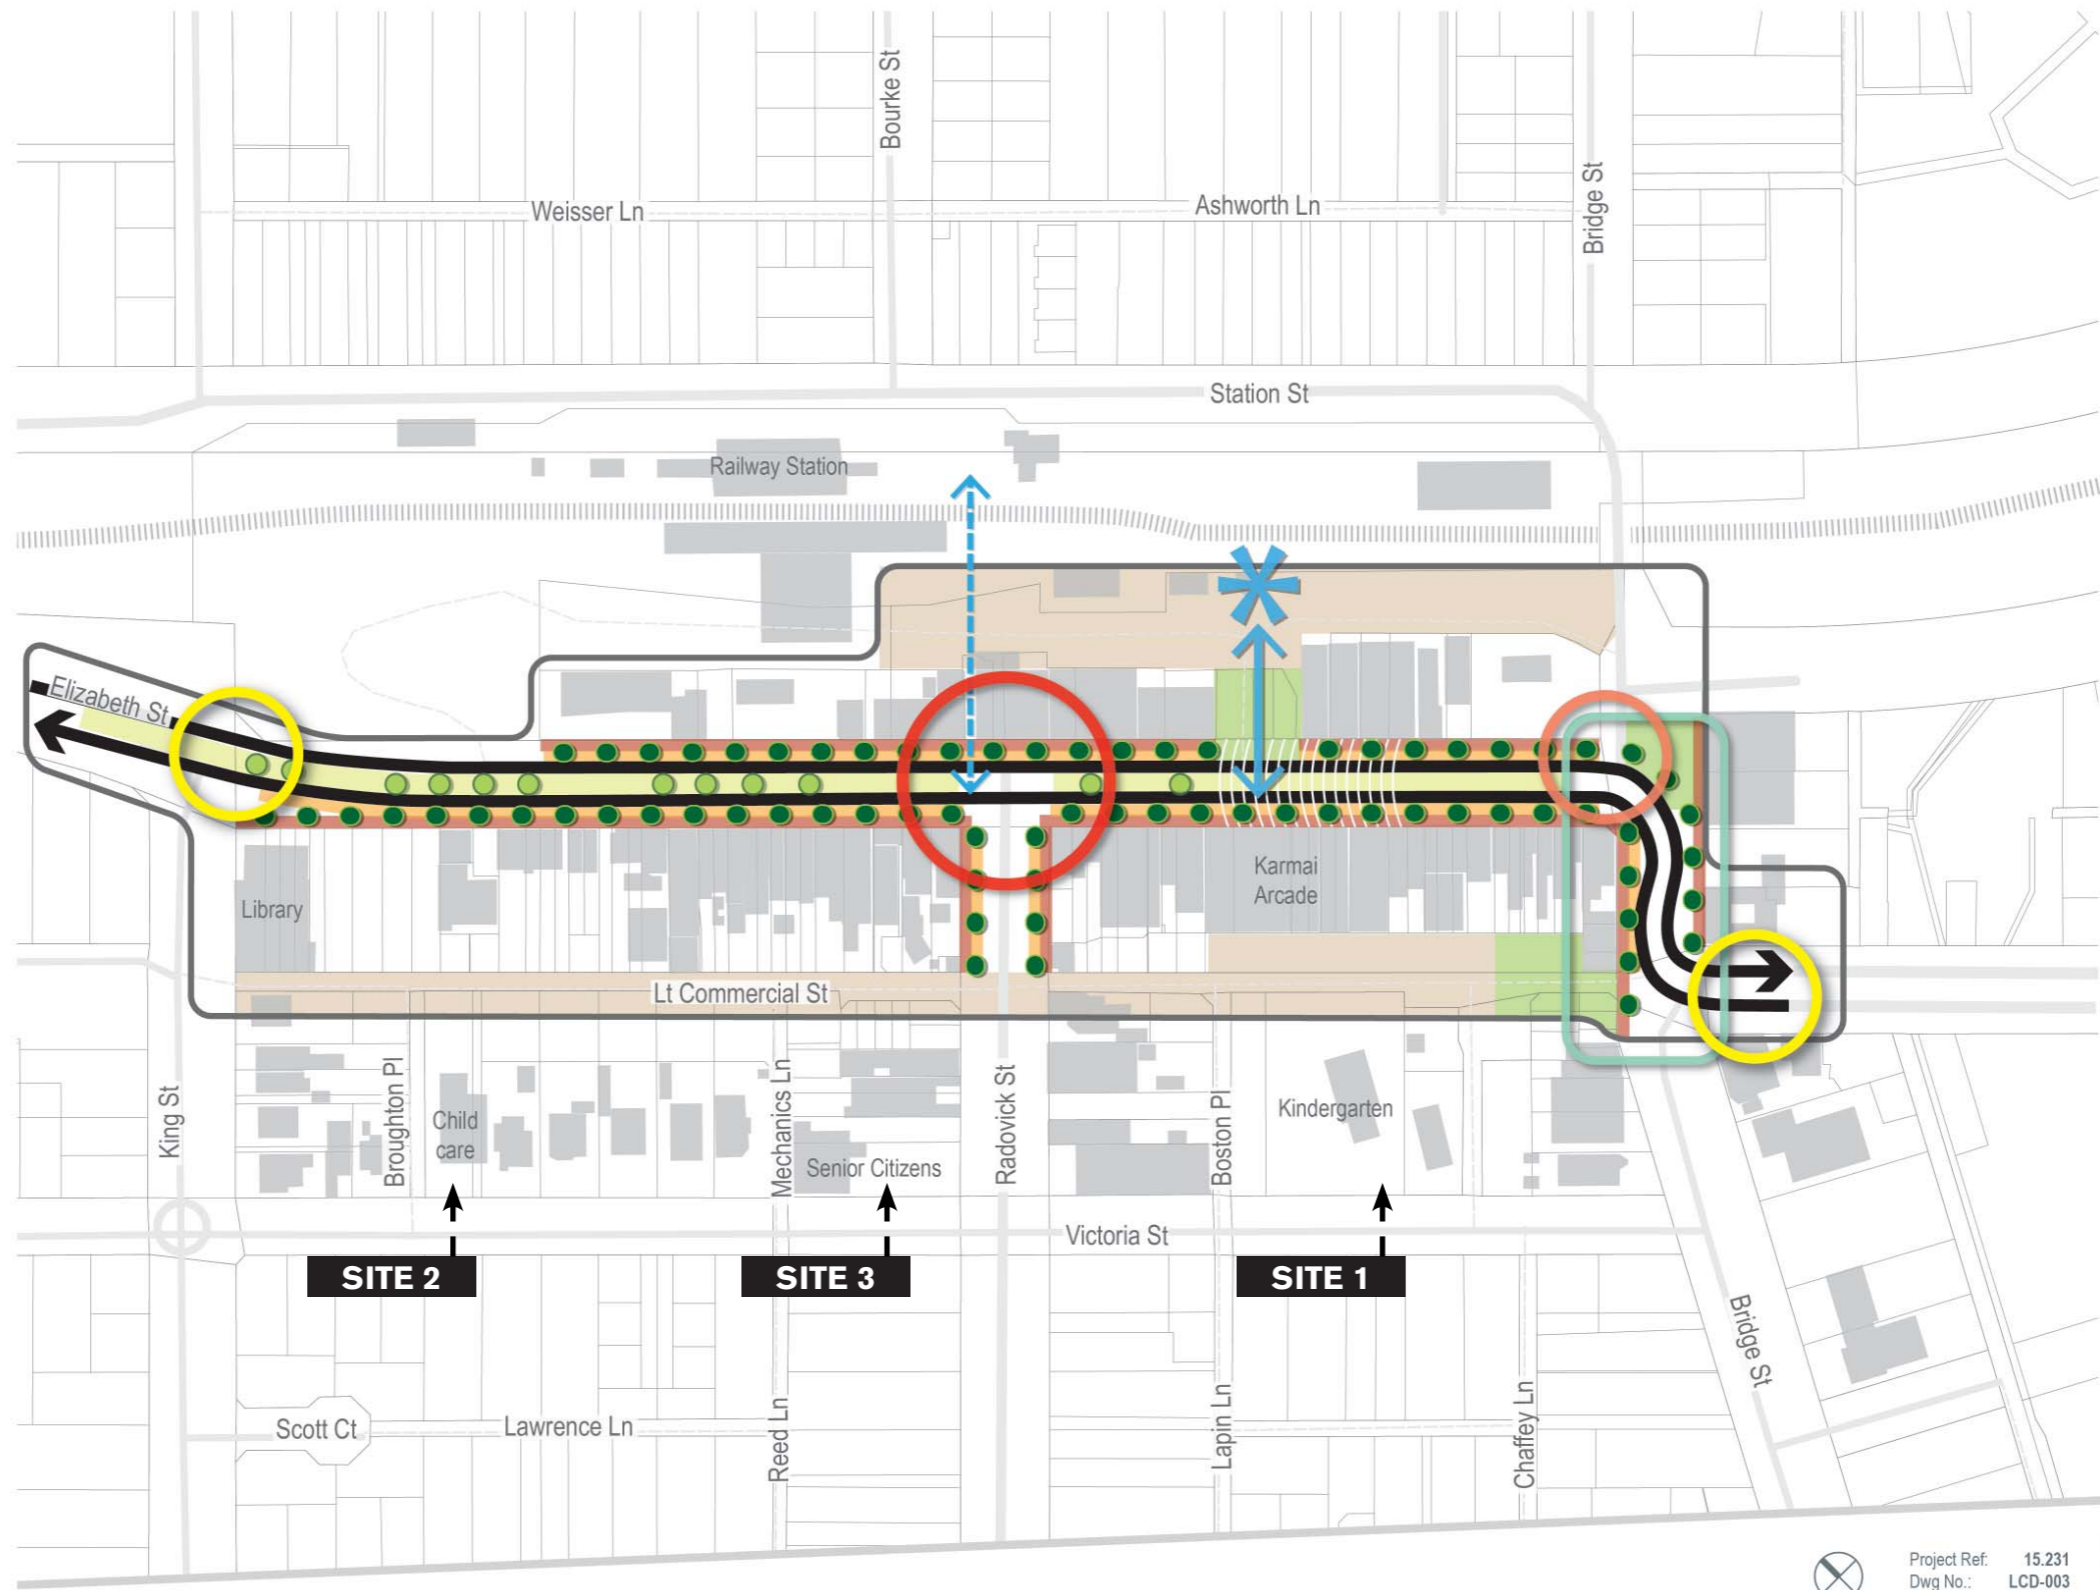 Bourke St
Bridge St
Weisser Ln
Ashworth Ln
Station St
Railway Station
Elizabeth St
Library
Karmai
Arcade
Lt Commercial St
King St
Broughton Pl
Child
care
Mechanics Ln
Senior Citizens
Radovick St
Boston Pl
Kindergarten
Victoria St
SITE 2
SITE 3
SITE 1
Bridge St
Scott Ct
Lawrence Ln
Reed Ln
Lapin Ln
Chaffey Ln
Project Ref: 15.231
Dwg No.: LCD-003